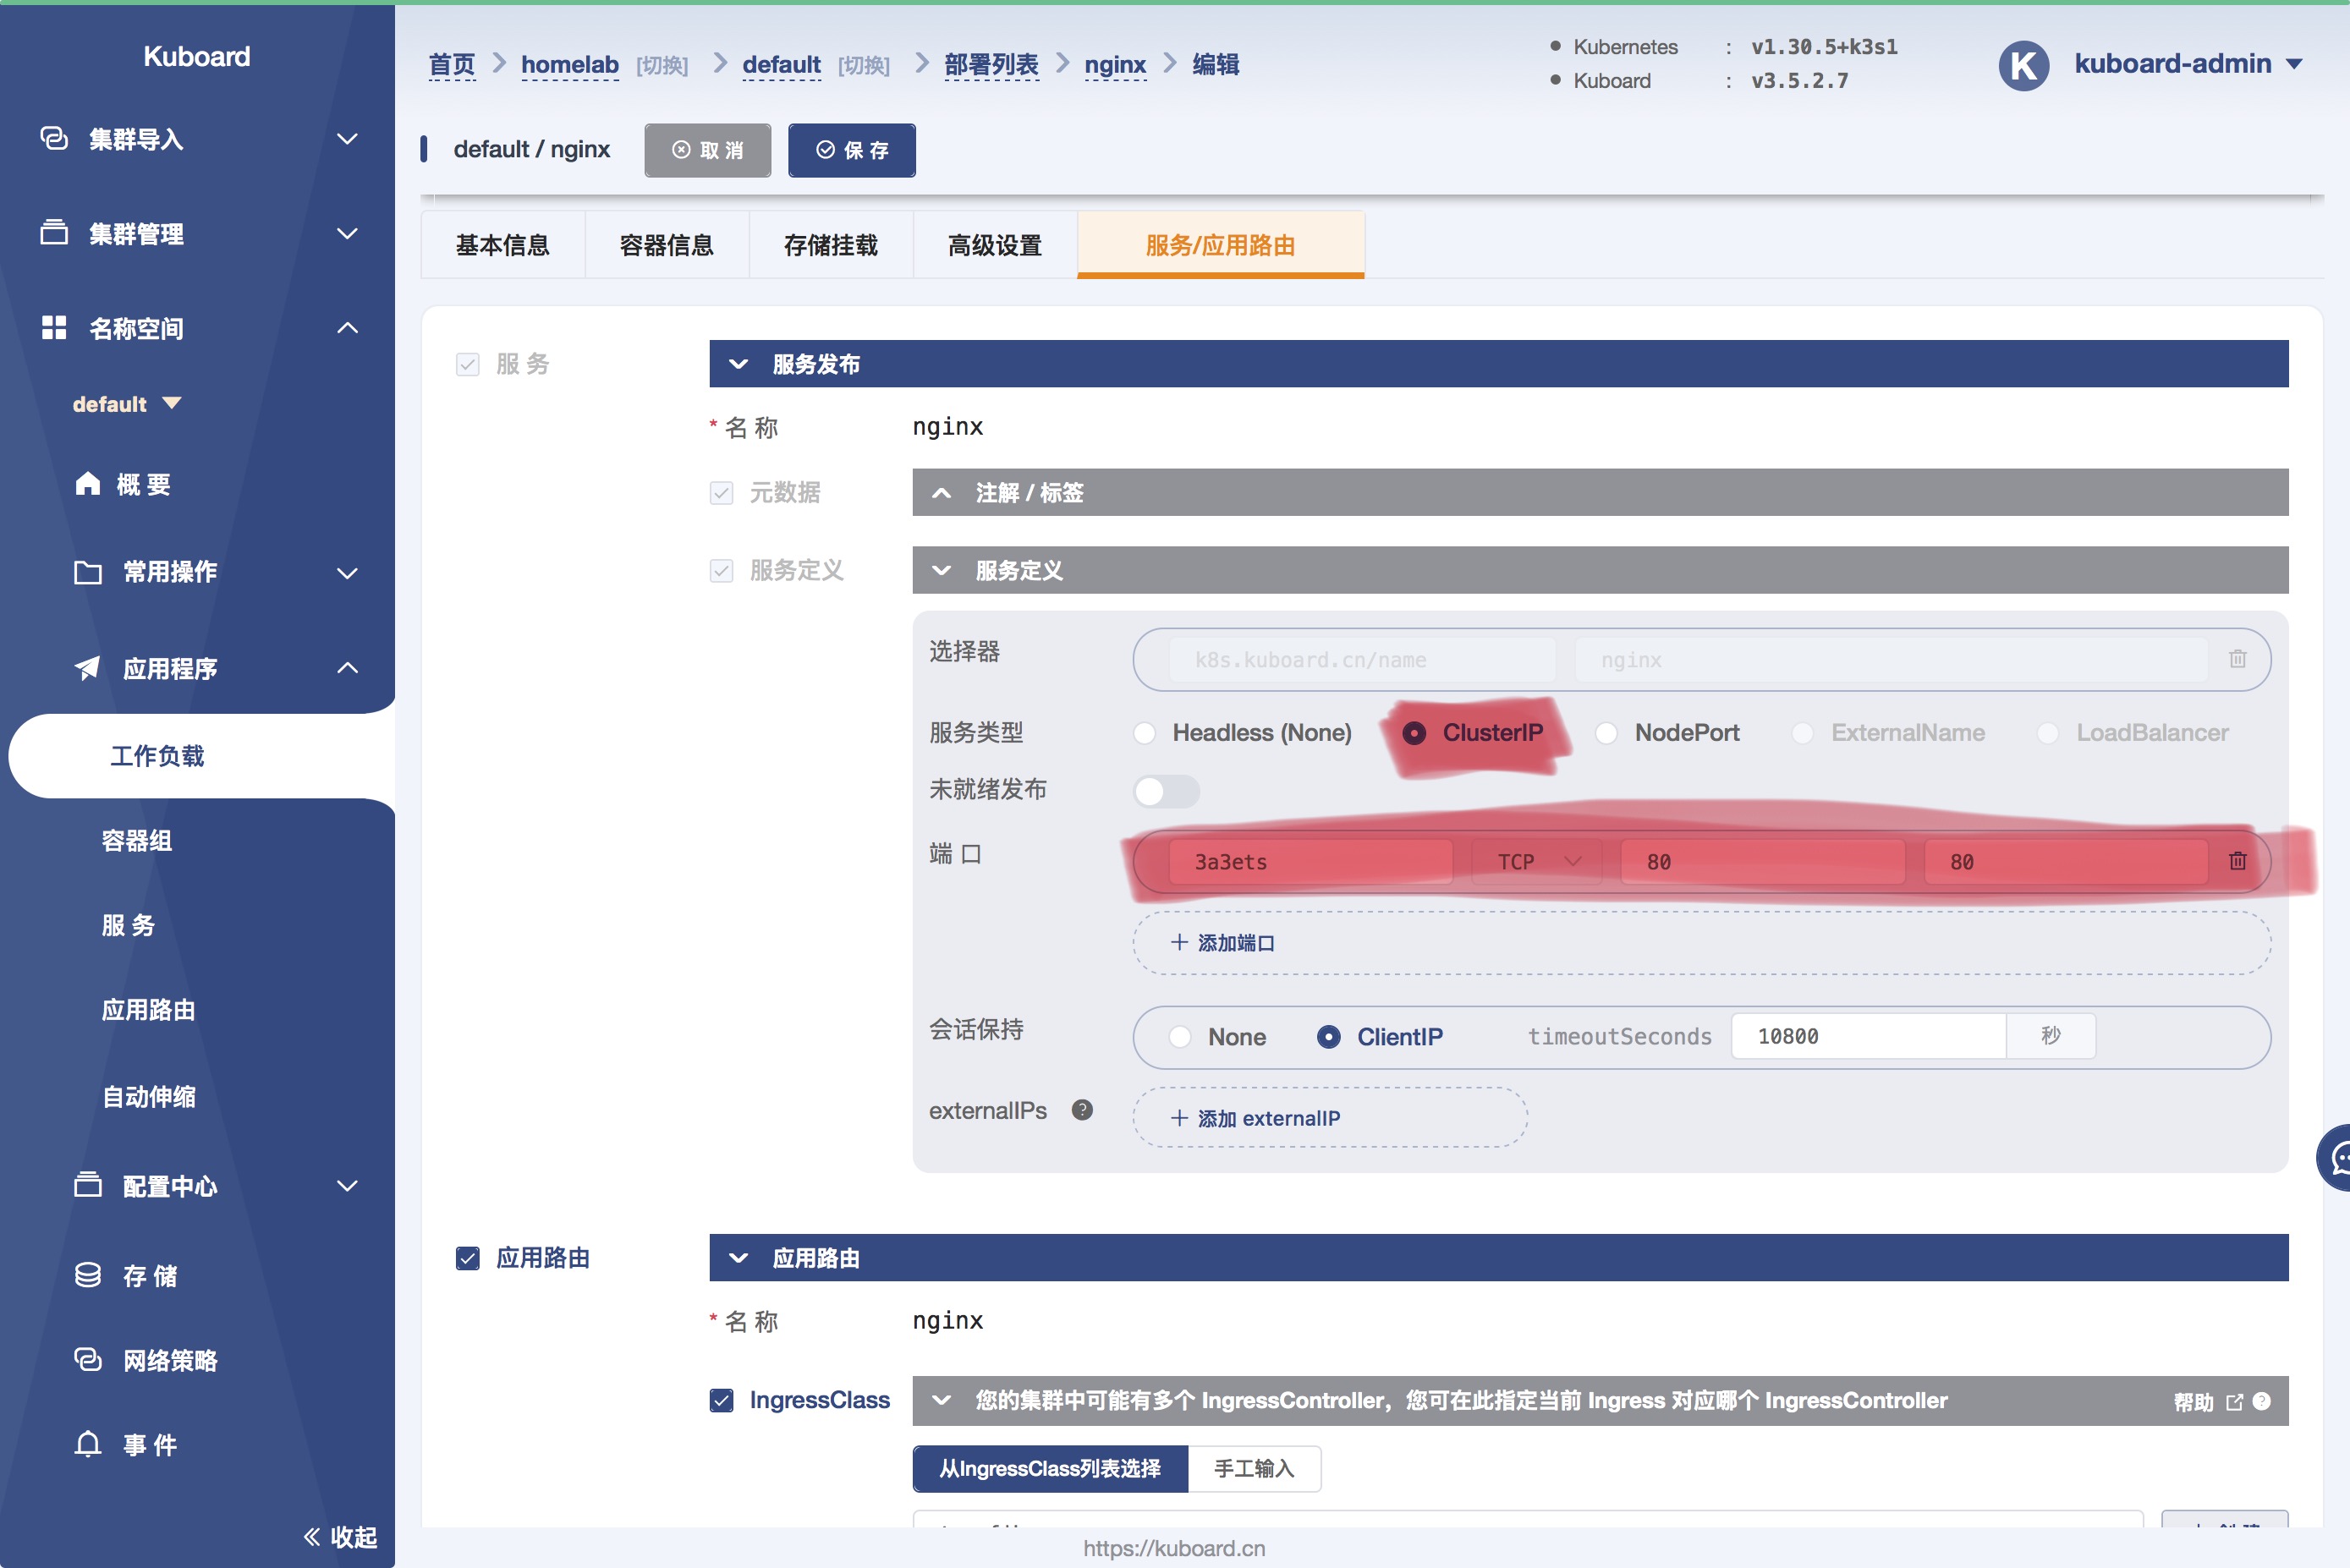 Kuboard
集群导入
集群管理
名称空间
default
概 要
常用操作
应用程序
工作负载
容器组
服 务
应用路由
自动伸缩
配置中心
存 储
网络策略
事 件
收起
首页 homelab [切换] default [切换] 部署列表 nginx 编辑
Kubernetes : v1.30.5+k3s1
Kuboard : v3.5.2.7
K kuboard-admin
default / nginx 取 消 保 存
基本信息 容器信息 存储挂载 高级设置 服务/应用路由
服 务 服务发布
* 名 称 nginx
元数据 注解 / 标签
服务定义 服务定义
选择器 k8s.kuboard.cn/name nginx
服务类型 Headless (None) ClusterIP NodePort ExternalName LoadBalancer
未就绪发布
端 口 3a3ets TCP 80 80
+ 添加端口
会话保持 None ClientIP timeoutSeconds 10800 秒
externalIPs ? + 添加 externalIP
应用路由 应用路由
* 名 称 nginx
IngressClass 您的集群中可能有多个 IngressController，您可在此指定当前 Ingress 对应哪个 IngressController 帮助 ?
从IngressClass列表选择 手工输入
https://kuboard.cn